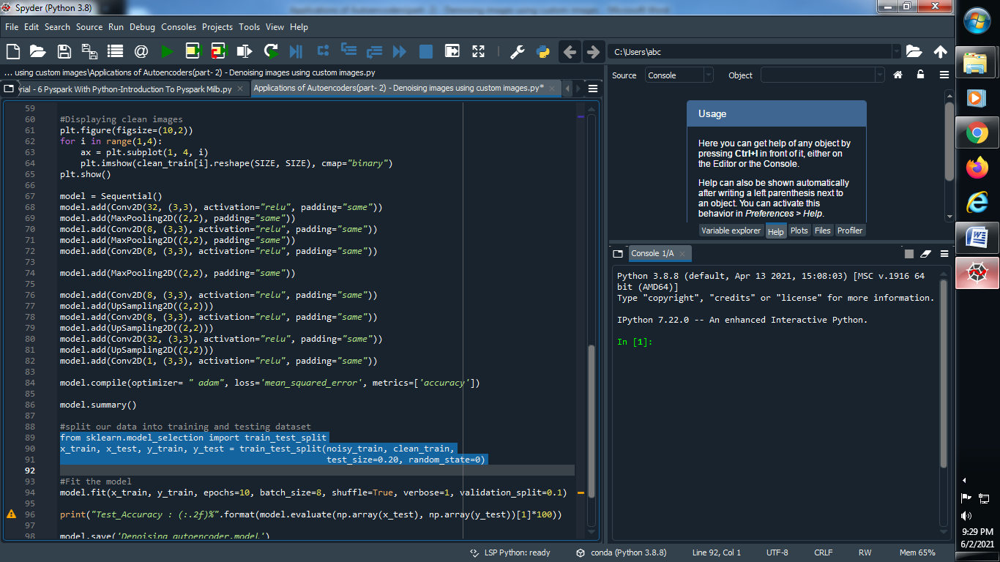 Spyder (Python 3.8)
File Edit Search Source Run Debug Consoles Projects Tools View Help
C:\Users\abc
... using custom images\Applications of Autoencoders(part- 2) - Denoising images using custom images.py
rial - 6 Pyspark With Python-Introduction To Pyspark Milb.py
Applications of Autoencoders(part- 2) - Denoising images using custom images.py*
59
60 #Displaying clean images
61 plt.figure(figsize=(10,2))
62 for i in range(1,4):
63 ax = plt.subplot(1, 4, i)
64 plt.imshow(clean_train[i].reshape(SIZE, SIZE), cmap="binary")
65 plt.show()
66
67 model = Sequential()
68 model.add(Conv2D(32, (3,3), activation="relu", padding="same"))
69 model.add(MaxPooling2D((2,2), padding="same"))
70 model.add(Conv2D(8, (3,3), activation="relu", padding="same"))
71 model.add(MaxPooling2D((2,2), padding="same"))
72 model.add(Conv2D(8, (3,3), activation="relu", padding="same"))
73
74 model.add(MaxPooling2D((2,2), padding="same"))
75
76 model.add(Conv2D(8, (3,3), activation="relu", padding="same"))
77 model.add(UpSampling2D((2,2)))
78 model.add(Conv2D(8, (3,3), activation="relu", padding="same"))
79 model.add(UpSampling2D((2,2)))
80 model.add(Conv2D(32, (3,3), activation="relu", padding="same"))
81 model.add(UpSampling2D((2,2)))
82 model.add(Conv2D(1, (3,3), activation="relu", padding="same"))
83
84 model.compile(optimizer= " adam", loss='mean_squared_error', metrics=['accuracy'])
85
86 model.summary()
87
88 #split our data into training and testing dataset
89 from sklearn.model_selection import train_test_split
90 x_train, x_test, y_train, y_test = train_test_split(noisy_train, clean_train,
91 test_size=0.20, random_state=0)
92
93 #Fit the model
94 model.fit(x_train, y_train, epochs=10, batch_size=8, shuffle=True, verbose=1, validation_split=0.1)
95
96 print("Test_Accuracy : (:.2f)%".format(model.evaluate(np.array(x_test), np.array(y_test))[1]*100))
97
98 model.save('Denoising_autoencoder.model')
Source Console Object
Usage
Here you can get help of any object by
pressing Ctrl+I in front of it, either on
the Editor or the Console.
Help can also be shown automatically
after writing a left parenthesis next to
an object. You can activate this
behavior in Preferences > Help.
Variable explorer Help Plots Files Profiler
Console 1/A
Python 3.8.8 (default, Apr 13 2021, 15:08:03) [MSC v.1916 64
bit (AMD64)]
Type "copyright", "credits" or "license" for more information.
IPython 7.22.0 -- An enhanced Interactive Python.
In [1]:
LSP Python: ready conda (Python 3.8.8) Line 92, Col 1 UTF-8 CRLF RW Mem 65%
9:29 PM
6/2/2021